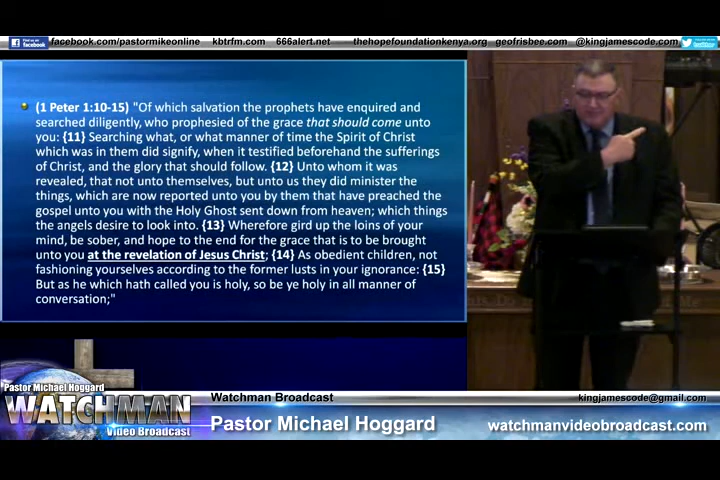 Find us on facebook facebook.com/pastormikeonline kbtrfm.com 666alert.net thehopefoundationkenya.org geofrisbee.com @kingjamescode.com twitter
(1 Peter 1:10-15) "Of which salvation the prophets have enquired and
searched diligently, who prophesied of the grace that should come unto
you: {11} Searching what, or what manner of time the Spirit of Christ
which was in them did signify, when it testified beforehand the sufferings
of Christ, and the glory that should follow. {12} Unto whom it was
revealed, that not unto themselves, but unto us they did minister the
things, which are now reported unto you by them that have preached the
gospel unto you with the Holy Ghost sent down from heaven; which things
the angels desire to look into. {13} Wherefore gird up the loins of your
mind, be sober, and hope to the end for the grace that is to be brought
unto you at the revelation of Jesus Christ; {14} As obedient children, not
fashioning yourselves according to the former lusts in your ignorance: {15}
But as he which hath called you is holy, so be ye holy in all manner of
conversation;"
Pastor Michael Hoggard
WATCHMAN
Video Broadcast
Watchman Broadcast kingjamescode@gmail.com
Pastor Michael Hoggard watchmanvideobroadcast.com